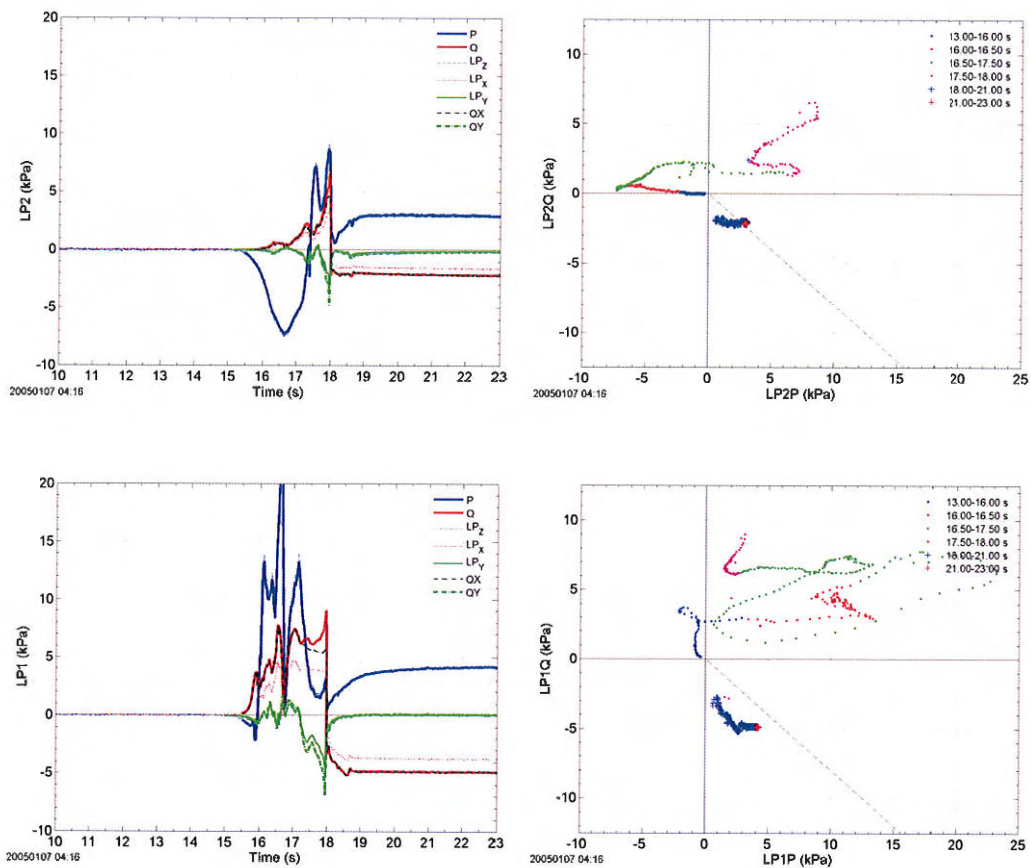 20
15
10
5
0
-5
-10
LP2 (kPa)
P
Q
LPZ
LPX
LPY
QX
QY
10 11 12 13 14 15 16 17 18 19 20 21 22 23
Time (s)
20050107 04:16
10
5
0
-5
-10
LP2Q (kPa)
13.00-16.00 s
16.00-16.50 s
16.50-17.50 s
17.50-18.00 s
18.00-21.00 s
21.00-23.00 s
-10 -5 0 5 10 15 20 25
LP2P (kPa)
20050107 04:16
20
15
10
5
0
-5
-10
LP1 (kPa)
P
Q
LPZ
LPX
LPY
QX
QY
10 11 12 13 14 15 16 17 18 19 20 21 22 23
Time (s)
20050107 04:16
10
5
0
-5
-10
LP1Q (kPa)
13.00-16.00 s
16.00-16.50 s
16.50-17.50 s
17.50-18.00 s
18.00-21.00 s
21.00-23.00 s
-10 -5 0 5 10 15 20 25
LP1P (kPa)
20050107 04:16